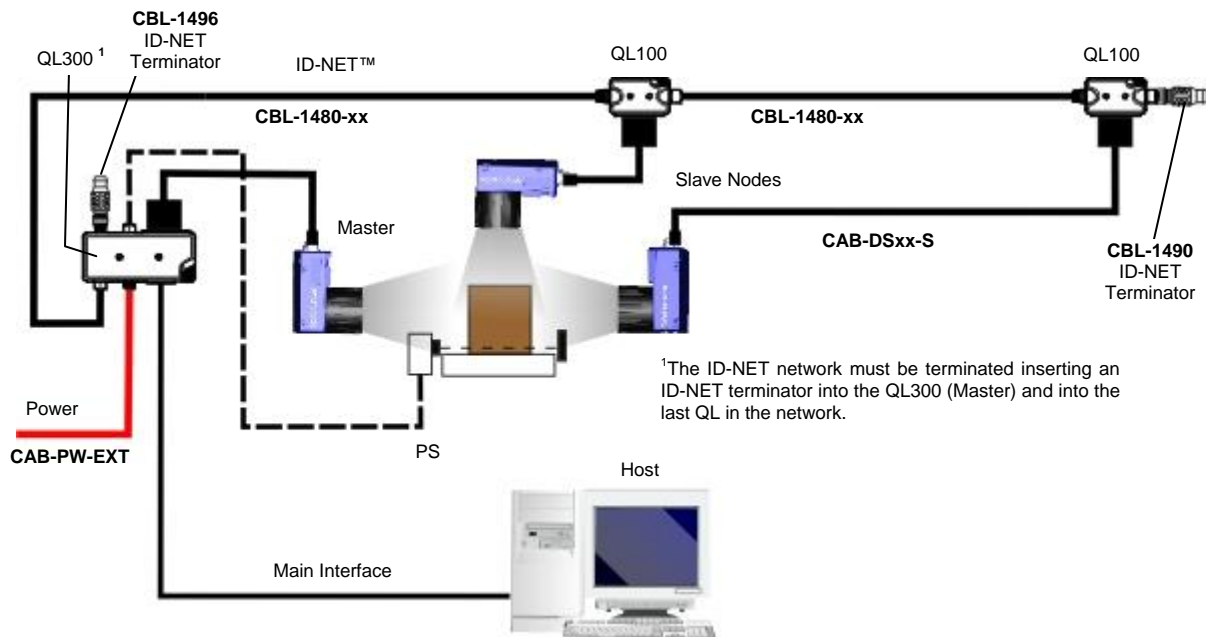 CBL-1496
ID-NET
Terminator
QL300 ¹
ID-NET™
QL100
QL100
CBL-1480-xx
CBL-1480-xx
Slave Nodes
Master
CAB-DSxx-S
CBL-1490
ID-NET
Terminator
¹The ID-NET network must be terminated inserting an
ID-NET terminator into the QL300 (Master) and into the
last QL in the network.
Power
CAB-PW-EXT
PS
Host
Main Interface